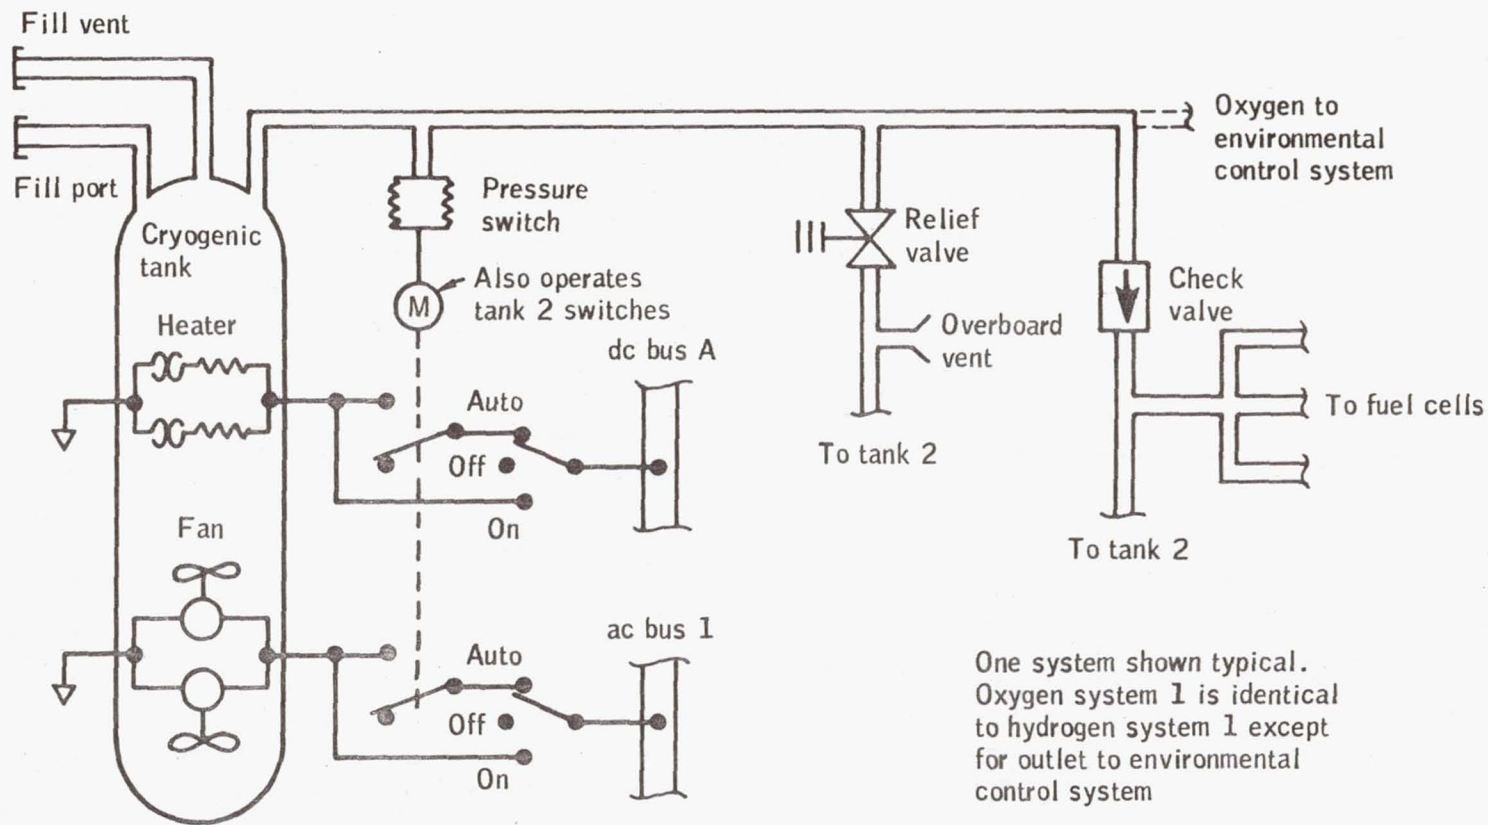 Fill vent
Fill port
Cryogenic
tank
Heater
Fan
Pressure
switch
M
Also operates
tank 2 switches
dc bus A
Auto
Off
On
ac bus 1
Auto
Off
On
Relief
valve
Overboard
vent
To tank 2
Oxygen to
environmental
control system
Check
valve
To fuel cells
To tank 2
One system shown typical.
Oxygen system 1 is identical
to hydrogen system 1 except
for outlet to environmental
control system